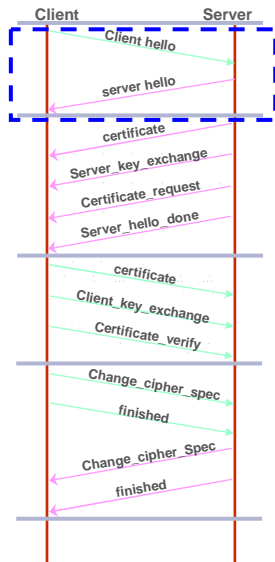 Client Server
Client hello
server hello
certificate
Server_key_exchange
Certificate_request
Server_hello_done
certificate
Client_key_exchange
Certificate_verify
Change_cipher_spec
finished
Change_cipher_Spec
finished